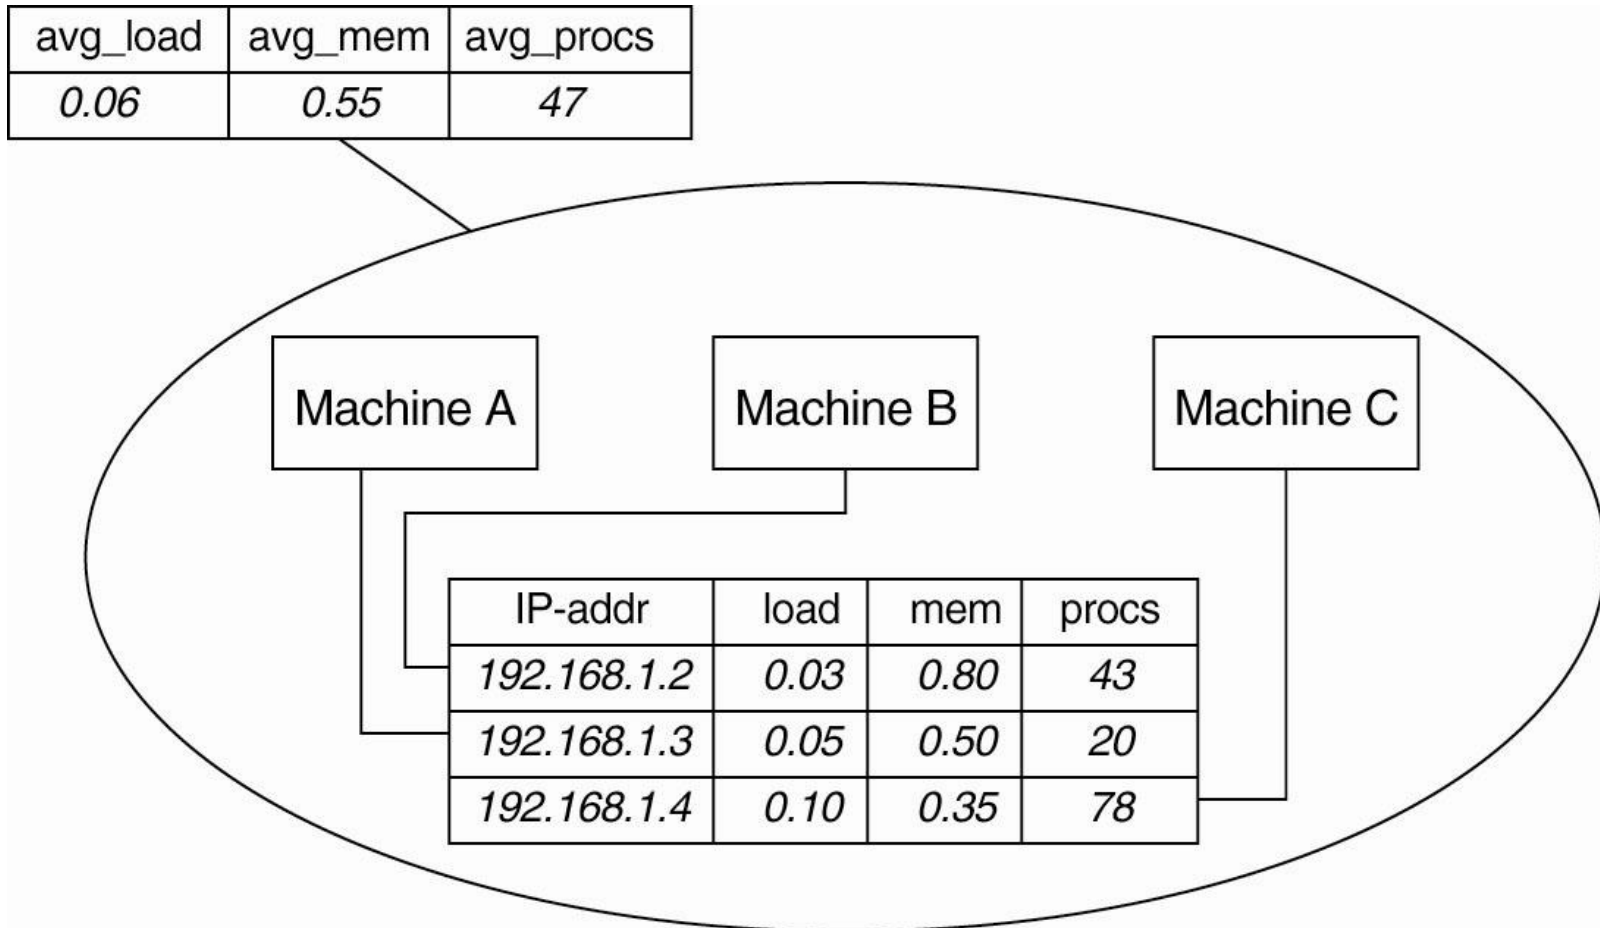 avg_load avg_mem avg_procs
0.06 0.55 47
Machine A Machine B Machine C
IP-addr load mem procs
192.168.1.2 0.03 0.80 43
192.168.1.3 0.05 0.50 20
192.168.1.4 0.10 0.35 78